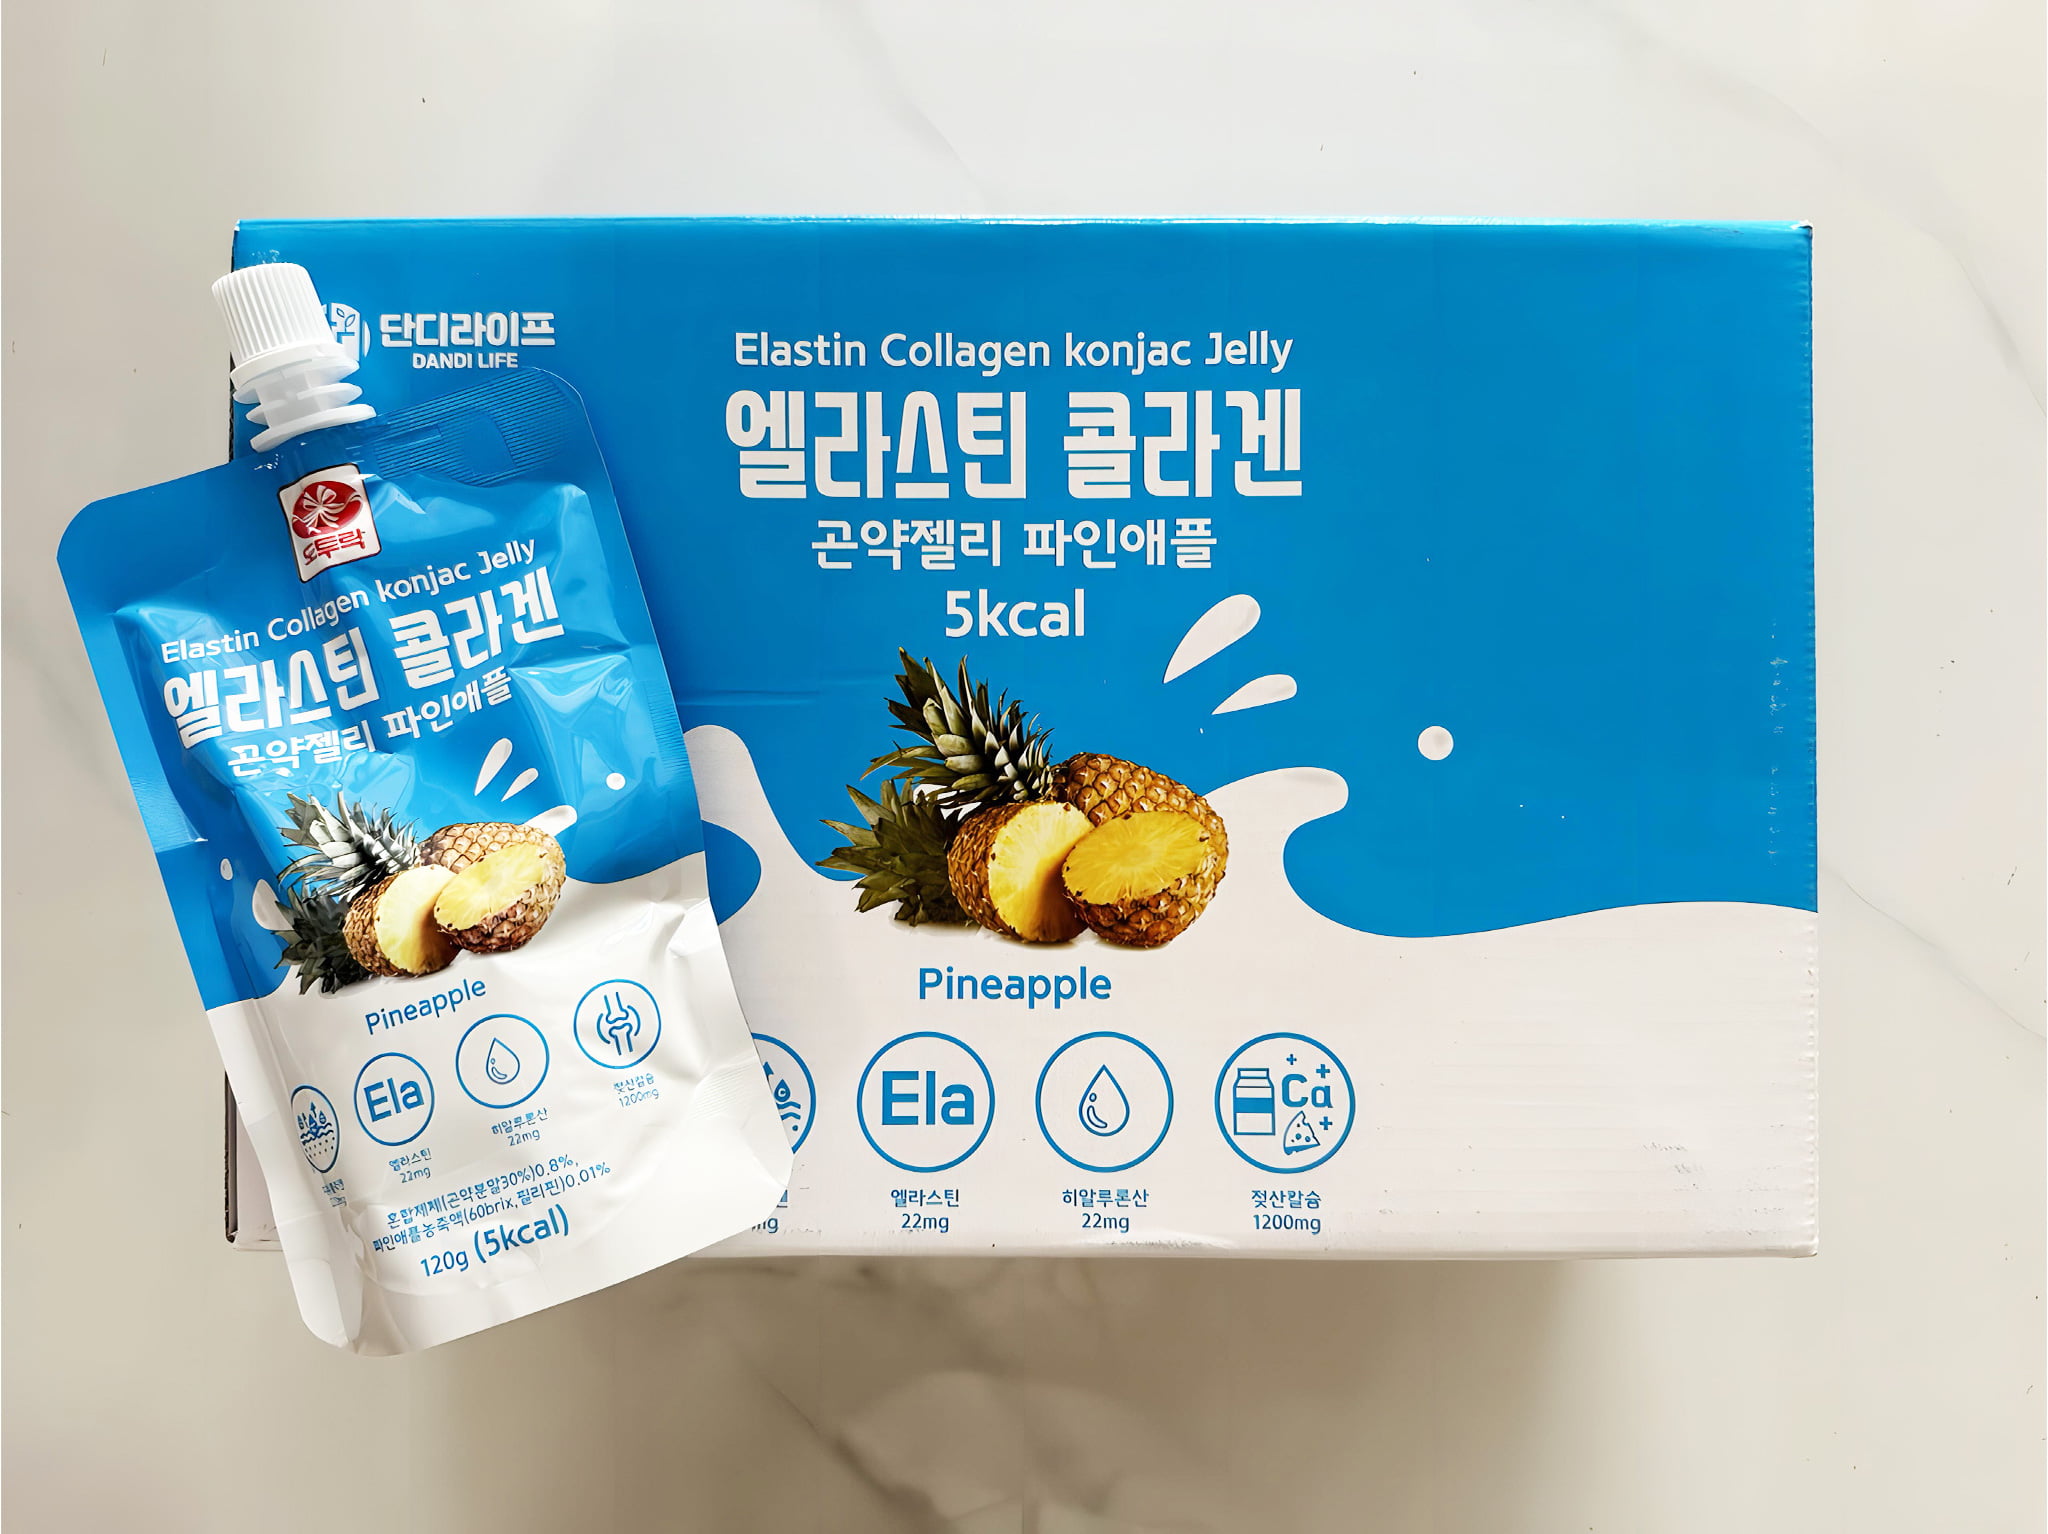 단디라이프
DANDI LIFE
Elastin Collagen konjac Jelly
엘라스틴 콜라겐
곤약젤리 파인애플
5kcal
Pineapple
Ela
Ca
엘라스틴
22mg
히알루론산
22mg
젖산칼슘
1200mg
도투락
Elastin Collagen konjac Jelly
엘라스틴 콜라겐
곤약젤리 파인애플
Pineapple
Ela
엘라스틴
22mg
히알루론산
22mg
젖산칼슘
1200mg
혼합제제(곤약분말30%)0.8%,
파인애플농축액(60brix,필리핀)0.01%
120g (5kcal)